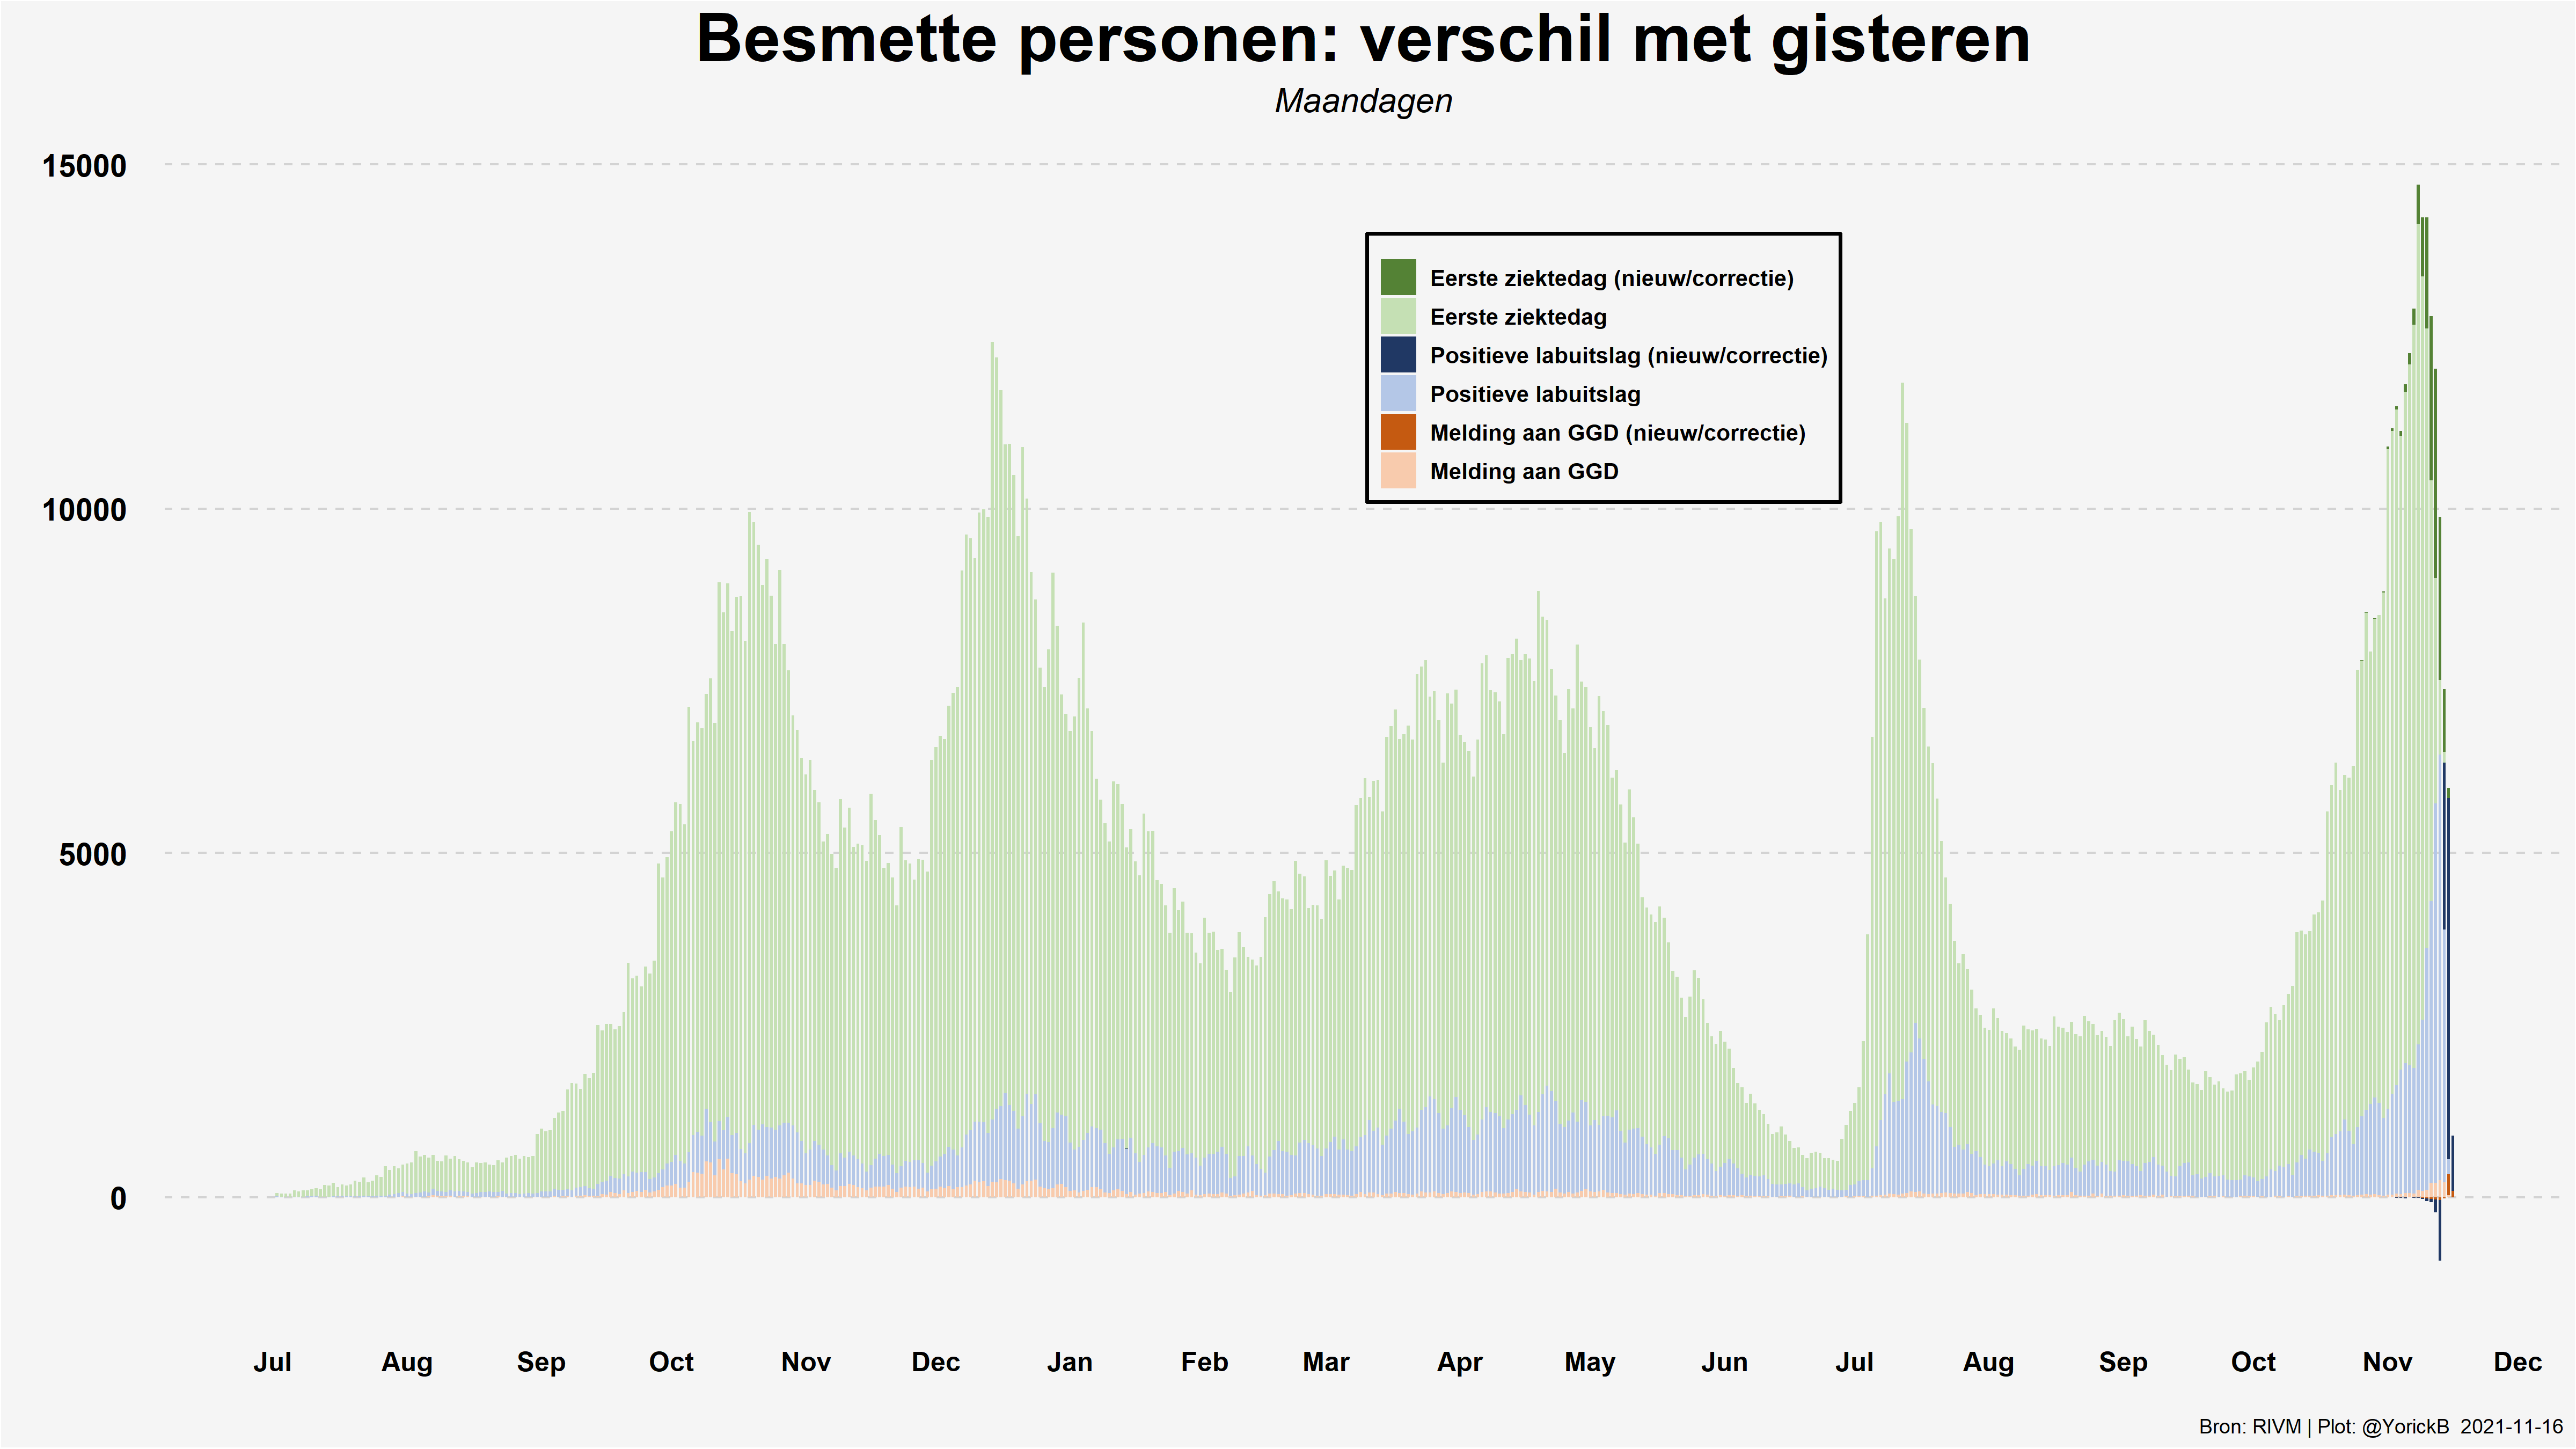 Besmette personen: verschil met gisteren
Maandagen
15000
10000
5000
0
Eerste ziektedag (nieuw/correctie)
Eerste ziektedag
Positieve labuitslag (nieuw/correctie)
Positieve labuitslag
Melding aan GGD (nieuw/correctie)
Melding aan GGD
Jul Aug Sep Oct Nov Dec Jan Feb Mar Apr May Jun Jul Aug Sep Oct Nov Dec
Bron: RIVM | Plot: @YorickB 2021-11-16